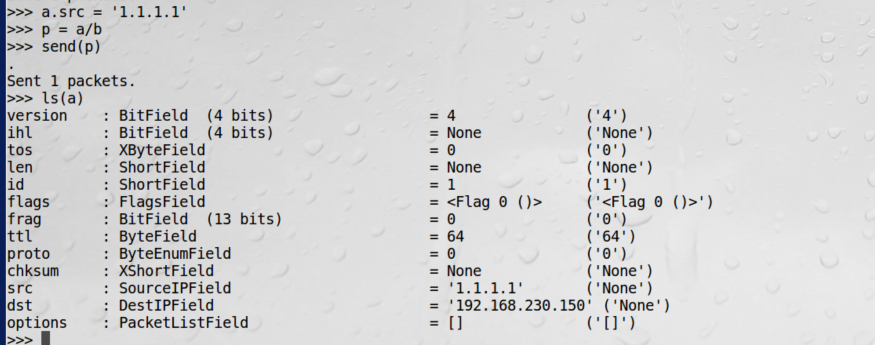 >>> a.src = '1.1.1.1'
>>> p = a/b
>>> send(p)
.
Sent 1 packets.
>>> ls(a)
version    : BitField  (4 bits)                  = 4               ('4')
ihl        : BitField  (4 bits)                  = None            ('None')
tos        : XByteField                          = 0               ('0')
len        : ShortField                          = None            ('None')
id         : ShortField                          = 1               ('1')
flags      : FlagsField                          = <Flag 0 ()>     ('<Flag 0 ()>')
frag       : BitField  (13 bits)                 = 0               ('0')
ttl        : ByteField                           = 64              ('64')
proto      : ByteEnumField                       = 0               ('0')
chksum     : XShortField                         = None            ('None')
src        : SourceIPField                       = '1.1.1.1'       ('None')
dst        : DestIPField                         = '192.168.230.150' ('None')
options    : PacketListField                     = []              ('[]')
>>>